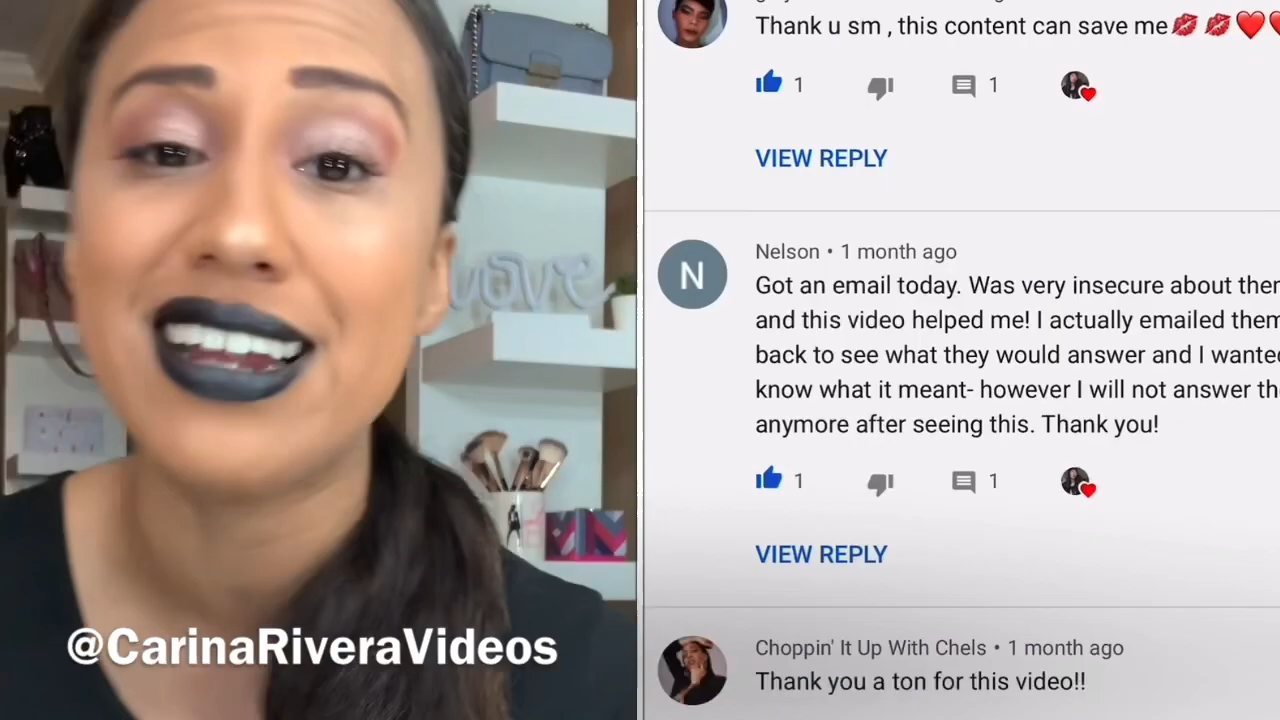 Thank u sm , this content can save me💋💋❤️
1
1
VIEW REPLY
Nelson • 1 month ago
Got an email today. Was very insecure about
and this video helped me! I actually emailed them
back to see what they would answer and I
know what it meant- however I will not answer
anymore after seeing this. Thank you!
N
1
1
VIEW REPLY
Choppin' It Up With Chels • 1 month ago
Thank you a ton for this video!!
love
@CarinaRiveraVideos